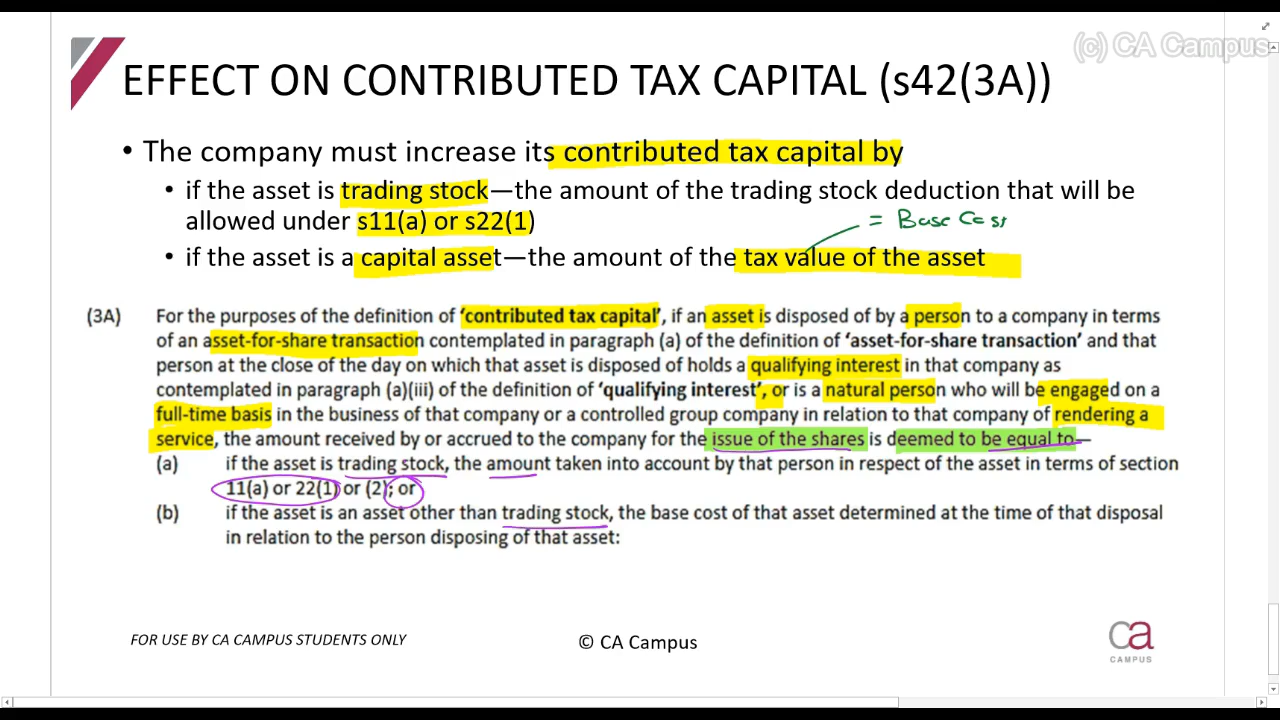 (c) CA Campus
EFFECT ON CONTRIBUTED TAX CAPITAL (s42(3A))
• The company must increase its contributed tax capital by
• if the asset is trading stock—the amount of the trading stock deduction that will be
allowed under s11(a) or s22(1)
= Base Cost
• if the asset is a capital asset—the amount of the tax value of the asset
(3A) For the purposes of the definition of 'contributed tax capital', if an asset is disposed of by a person to a company in terms
of an asset-for-share transaction contemplated in paragraph (a) of the definition of 'asset-for-share transaction' and that
person at the close of the day on which that asset is disposed of holds a qualifying interest in that company as
contemplated in paragraph (a)(iii) of the definition of 'qualifying interest', or is a natural person who will be engaged on a
full-time basis in the business of that company or a controlled group company in relation to that company of rendering a
service, the amount received by or accrued to the company for the issue of the shares is deemed to be equal to—
(a) if the asset is trading stock, the amount taken into account by that person in respect of the asset in terms of section
11(a) or 22(1) or (2); or
(b) if the asset is an asset other than trading stock, the base cost of that asset determined at the time of that disposal
in relation to the person disposing of that asset:
FOR USE BY CA CAMPUS STUDENTS ONLY
© CA Campus
ca
CAMPUS